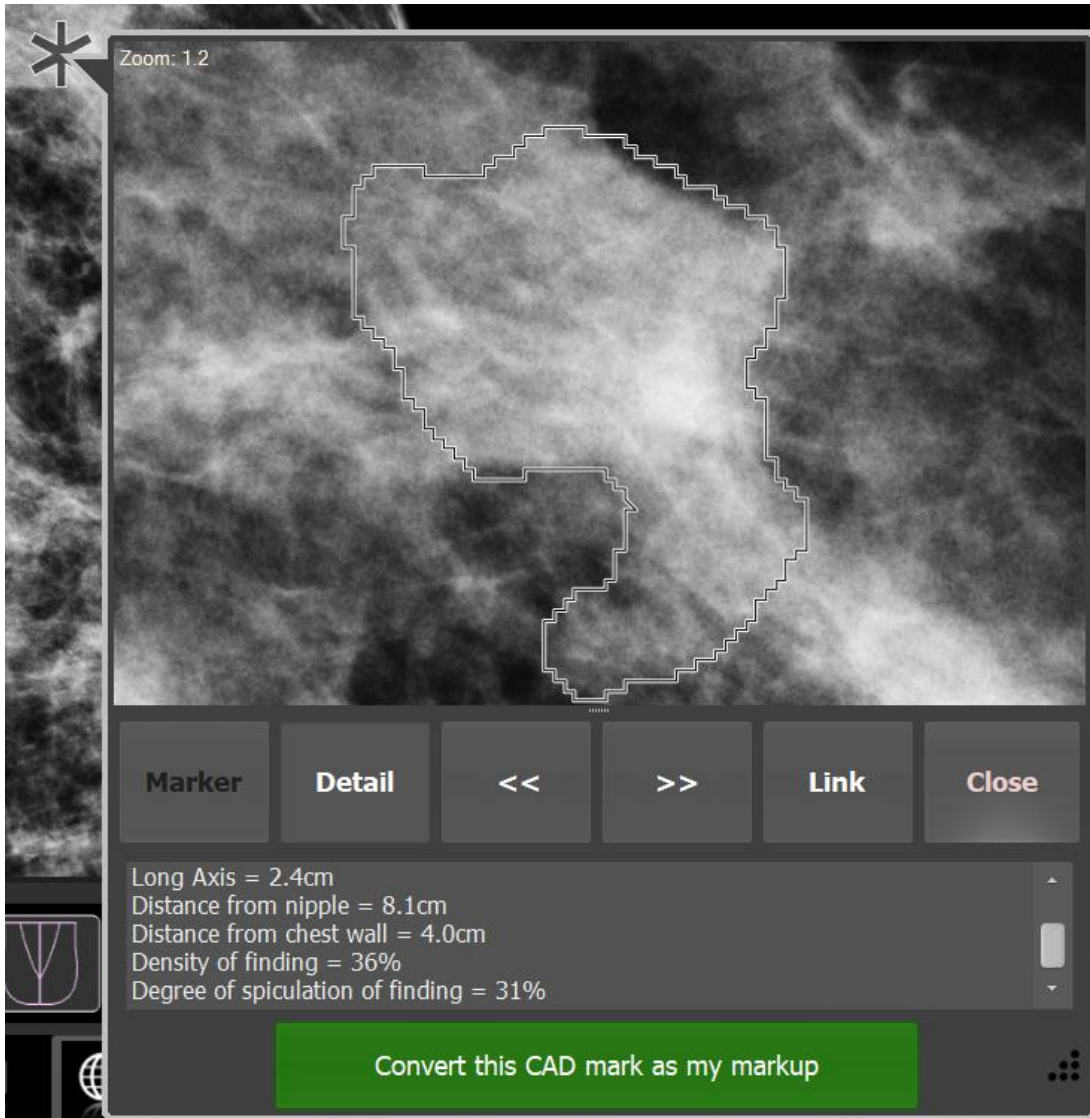 Zoom: 1.2
Marker
Detail
<<
>>
Link
Close
Long Axis = 2.4cm
Distance from nipple = 8.1cm
Distance from chest wall = 4.0cm
Density of finding = 36%
Degree of spiculation of finding = 31%
Convert this CAD mark as my markup